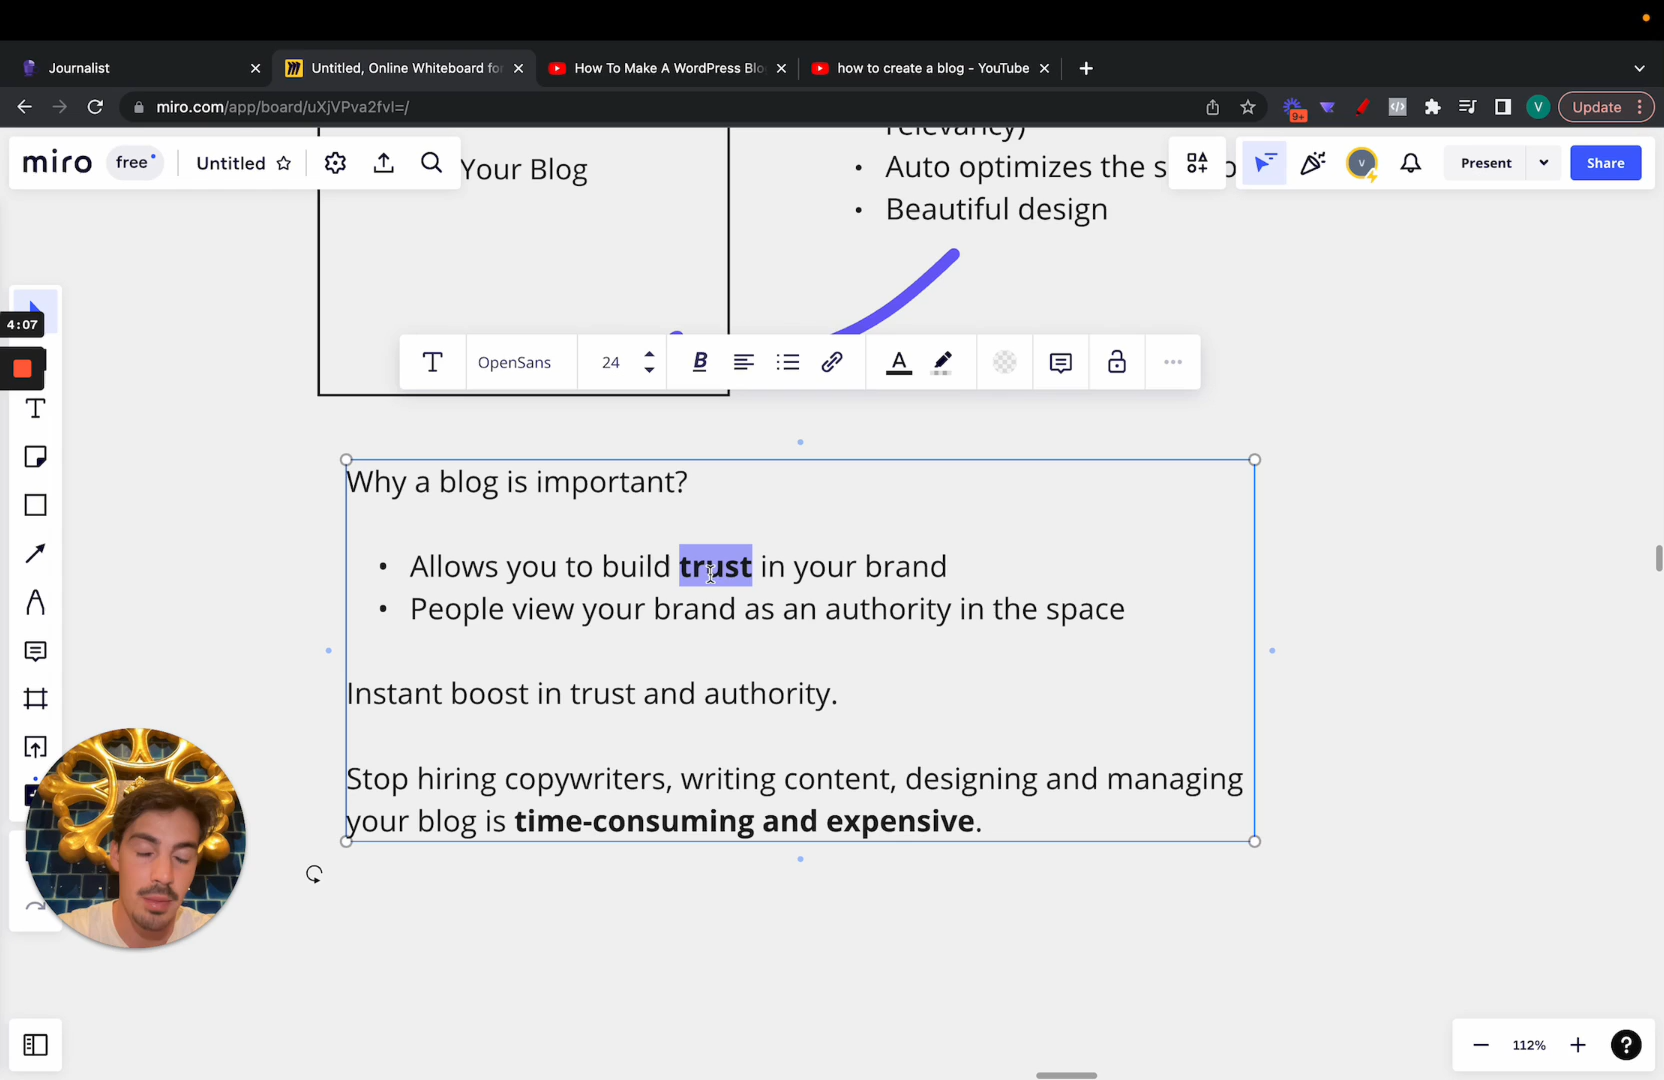 Journalist
Untitled, Online Whiteboard for
How To Make A WordPress Blo
how to create a blog - YouTube
miro.com/app/board/uXjVPva2fvI=/
9+
V
Update
miro
free
Untitled
Your Blog
relevancy)
Auto optimizes the s
Beautiful design
V
Present
Share
4:07
OpenSans
24
B
A
Why a blog is important?
• Allows you to build trust in your brand
• People view your brand as an authority in the space
Instant boost in trust and authority.
Stop hiring copywriters, writing content, designing and managing
your blog is time-consuming and expensive.
112%